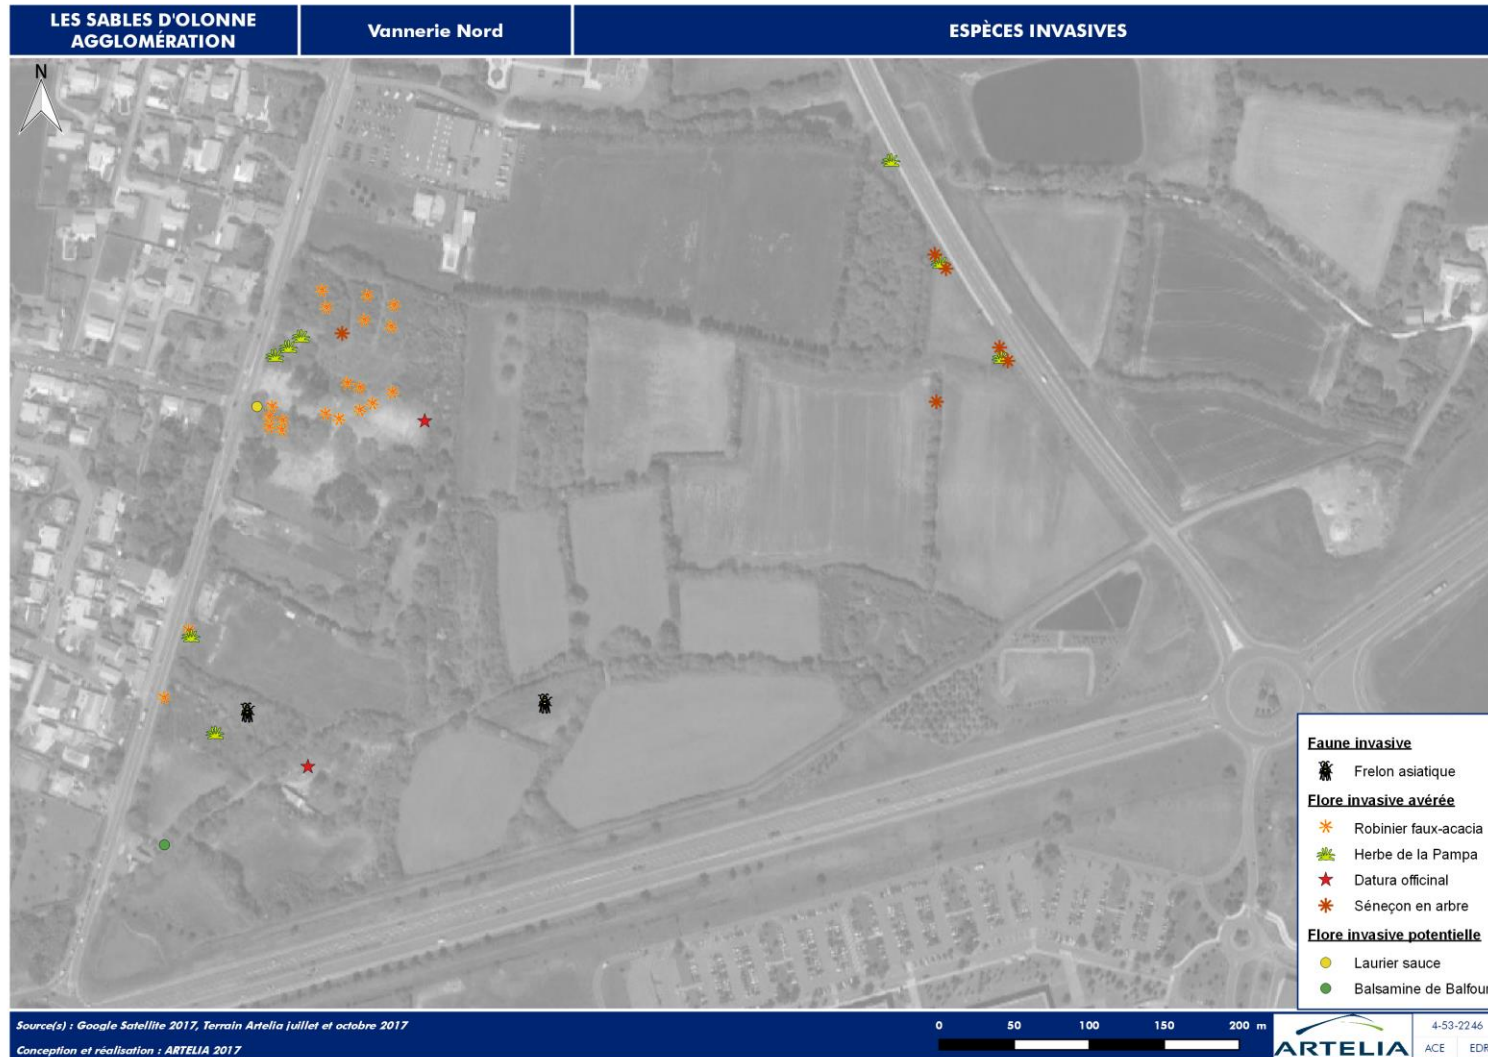 LES SABLES D'OLONNE
AGGLOMÉRATION
Vannerie Nord
ESPÈCES INVASIVES
N
Faune invasive
Frelon asiatique
Flore invasive avérée
Robinier faux-acacia
Herbe de la Pampa
Datura officinal
Séneçon en arbre
Flore invasive potentielle
Laurier sauce
Balsamine de Balfour
Source(s) : Google Satellite 2017, Terrain Artelia juillet et octobre 2017
Conception et réalisation : ARTELIA 2017
0 50 100 150 200 m
ARTELIA
4-53-2246
ACE EDR